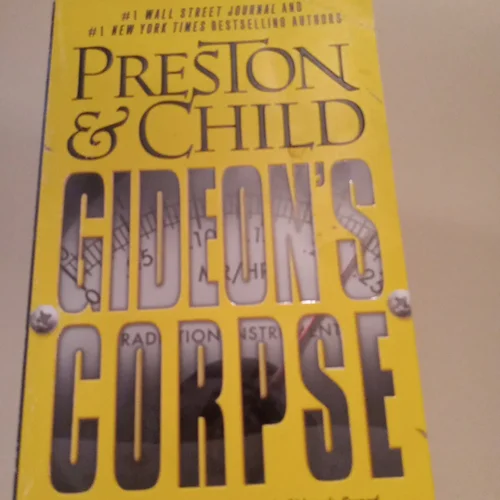 #1 WALL STREET JOURNAL AND
#1 NEW YORK TIMES BESTSELLING AUTHORS
PRESTON
& CHILD
GIDEON'S
CORPSE